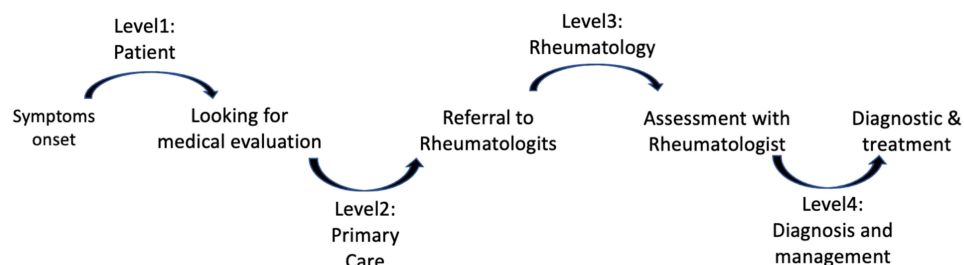 Level1:
Patient
Level3:
Rheumatology
Symptoms
onset
Looking for
medical evaluation
Referral to
Rheumatologits
Assessment with
Rheumatologist
Diagnostic &
treatment
Level2:
Primary
Care
Level4:
Diagnosis and
management